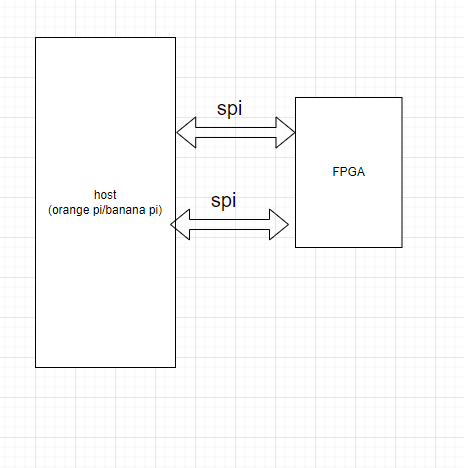 spi
FPGA
host
(orange pi/banana pi)
spi